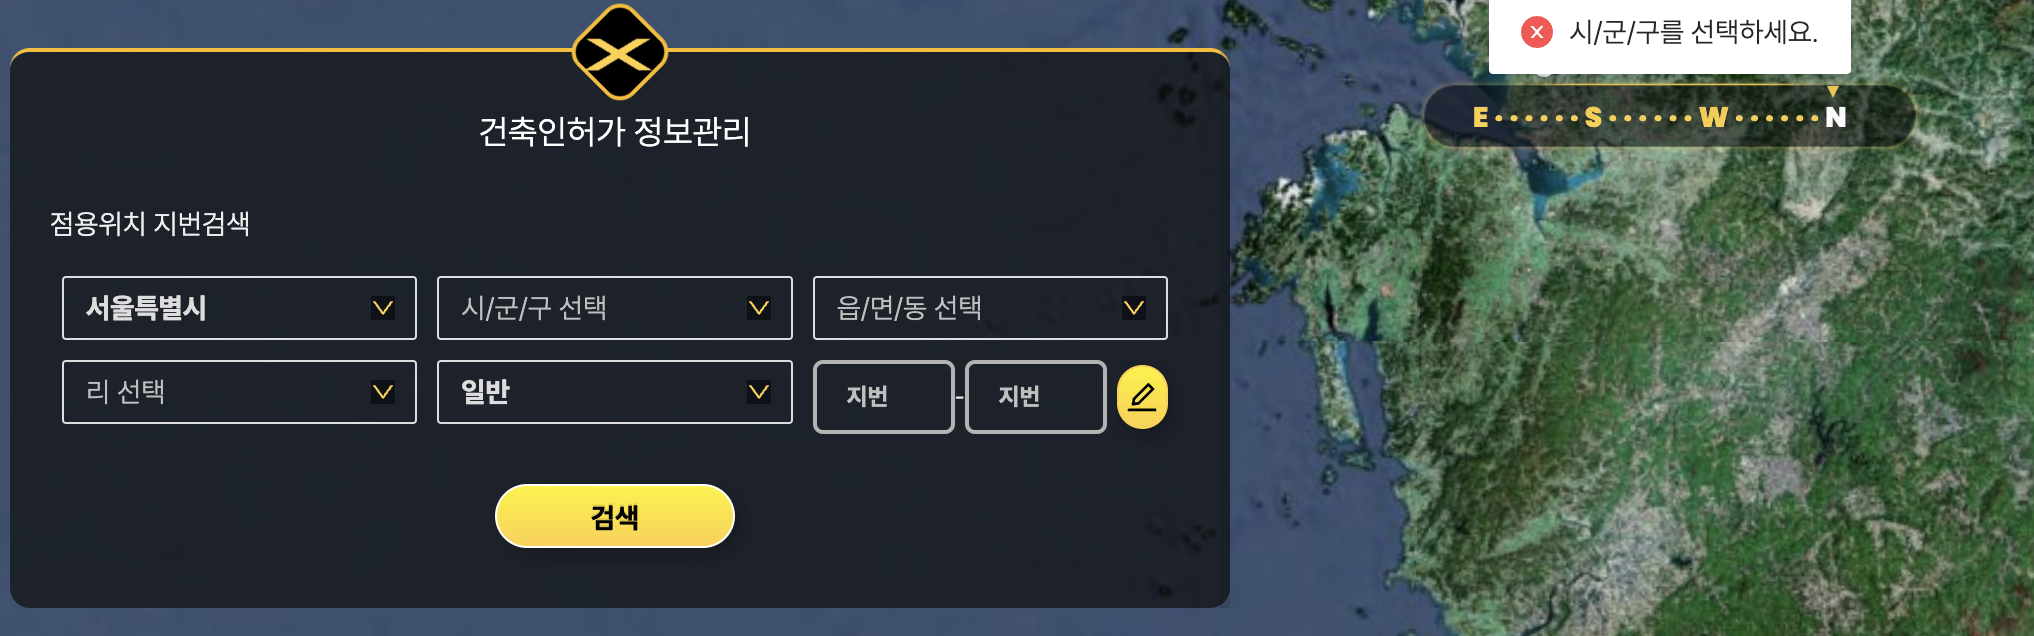 시/군/구를 선택하세요.
E S W N
건축인허가 정보관리
점용위치 지번검색
서울특별시 시/군/구 선택 읍/면/동 선택
리 선택 일반 지번 - 지번
검색